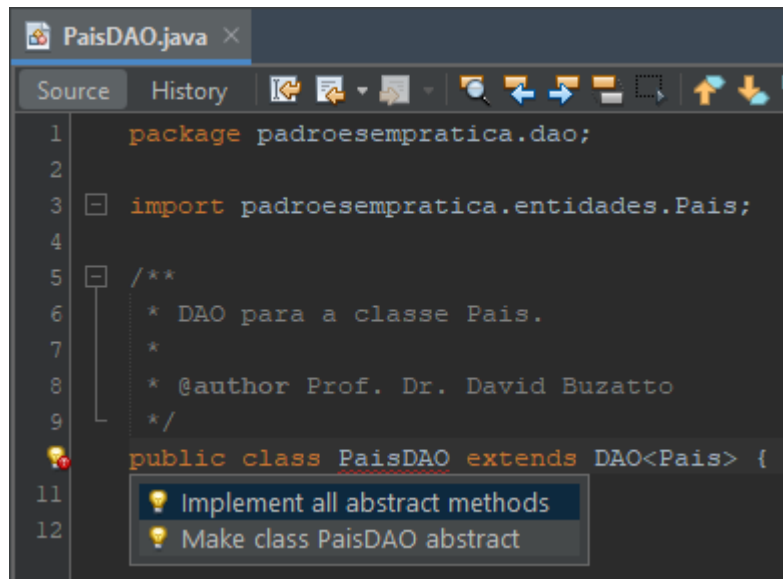 PaisDAO.java
Source History
1 package padroesempratica.dao;
2
3 import padroesempratica.entidades.Pais;
4
5 /**
6 * DAO para a classe Pais.
7 *
8 * @author Prof. Dr. David Buzatto
9 */
public class PaisDAO extends DAO<Pais> {
11 Implement all abstract methods
12 Make class PaisDAO abstract